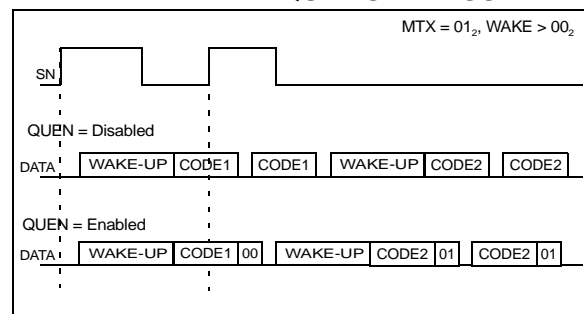 MTX = 01₂, WAKE > 00₂
SN
QUEN = Disabled
DATA WAKE-UP CODE1 CODE1 WAKE-UP CODE2 CODE2
QUEN = Enabled
DATA WAKE-UP CODE1 00 WAKE-UP CODE2 01 CODE2 01